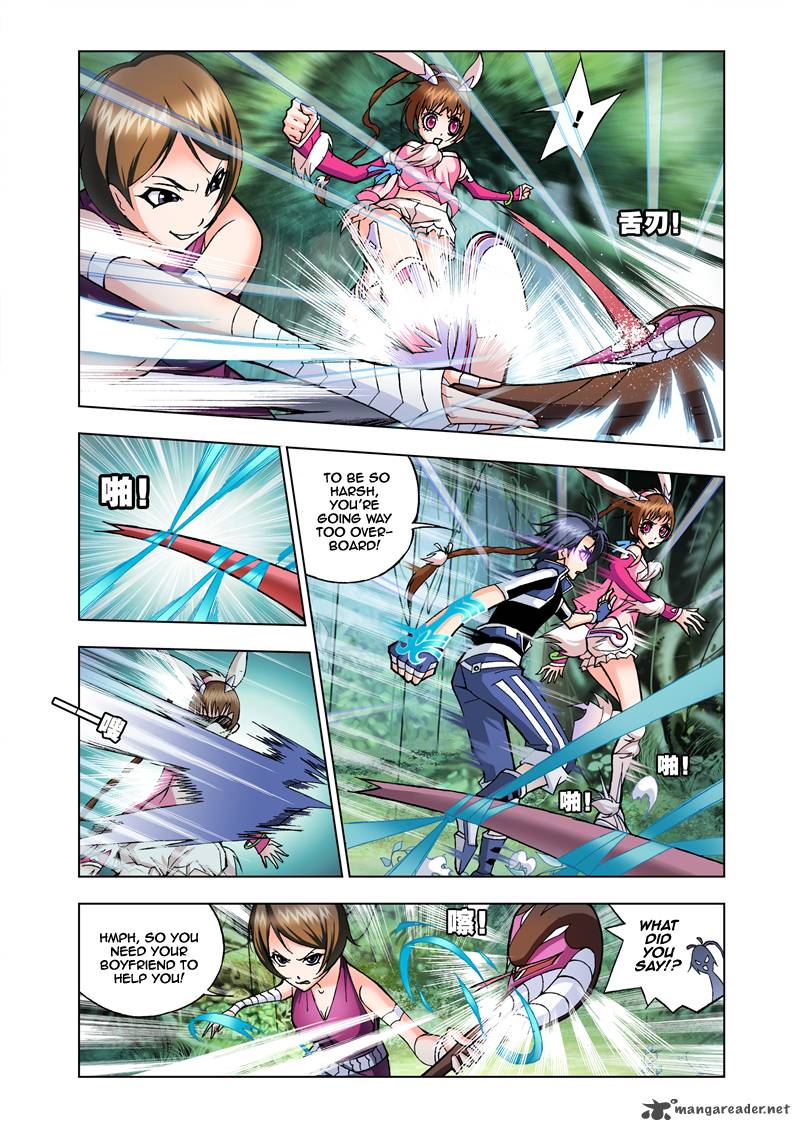 !
舌刃!
啪!
TO BE SO
HARSH,
YOU'RE
GOING WAY
TOO OVER-
BOARD!
嗖
啪!
啪!
HMPH, SO YOU
NEED YOUR
BOYFRIEND TO
HELP YOU!
嚓!
WHAT
DID
YOU
SAY!?
mangareader.net